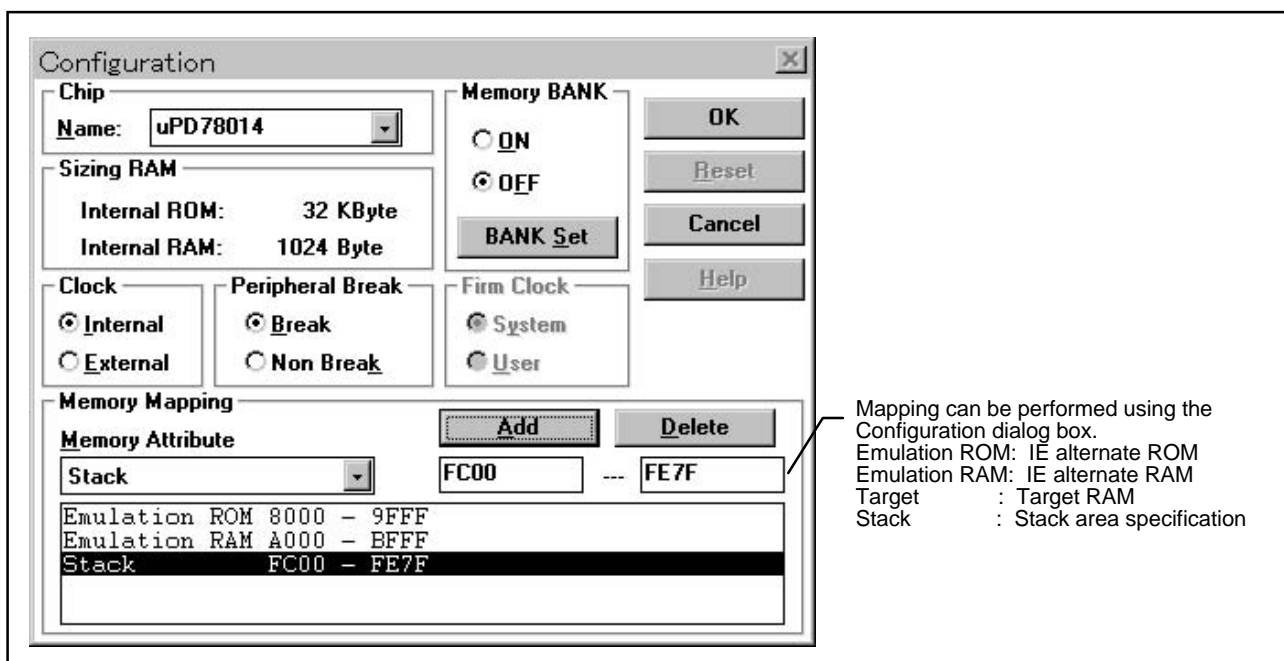 Configuration
Chip
Name: uPD78014
Sizing RAM
Internal ROM: 32 KByte
Internal RAM: 1024 Byte
Memory BANK
ON
OFF
BANK Set
OK
Reset
Cancel
Help
Clock
Internal
External
Peripheral Break
Break
Non Break
Firm Clock
System
User
Memory Mapping
Memory Attribute
Add
Delete
Stack
FC00 --- FE7F
Emulation ROM 8000 – 9FFF
Emulation RAM A000 – BFFF
Stack FC00 – FE7F
Mapping can be performed using the
Configuration dialog box.
Emulation ROM: IE alternate ROM
Emulation RAM: IE alternate RAM
Target : Target RAM
Stack : Stack area specification